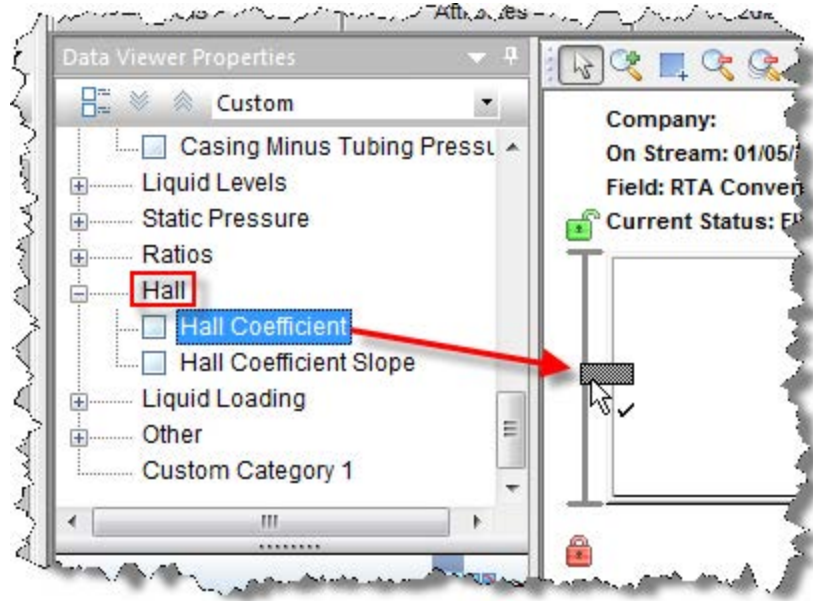 Data Viewer Properties
Custom
Casing Minus Tubing Pressu
Liquid Levels
Static Pressure
Ratios
Hall
Hall Coefficient
Hall Coefficient Slope
Liquid Loading
Other
Custom Category 1
Company:
On Stream: 01/05/
Field: RTA Conven
Current Status: